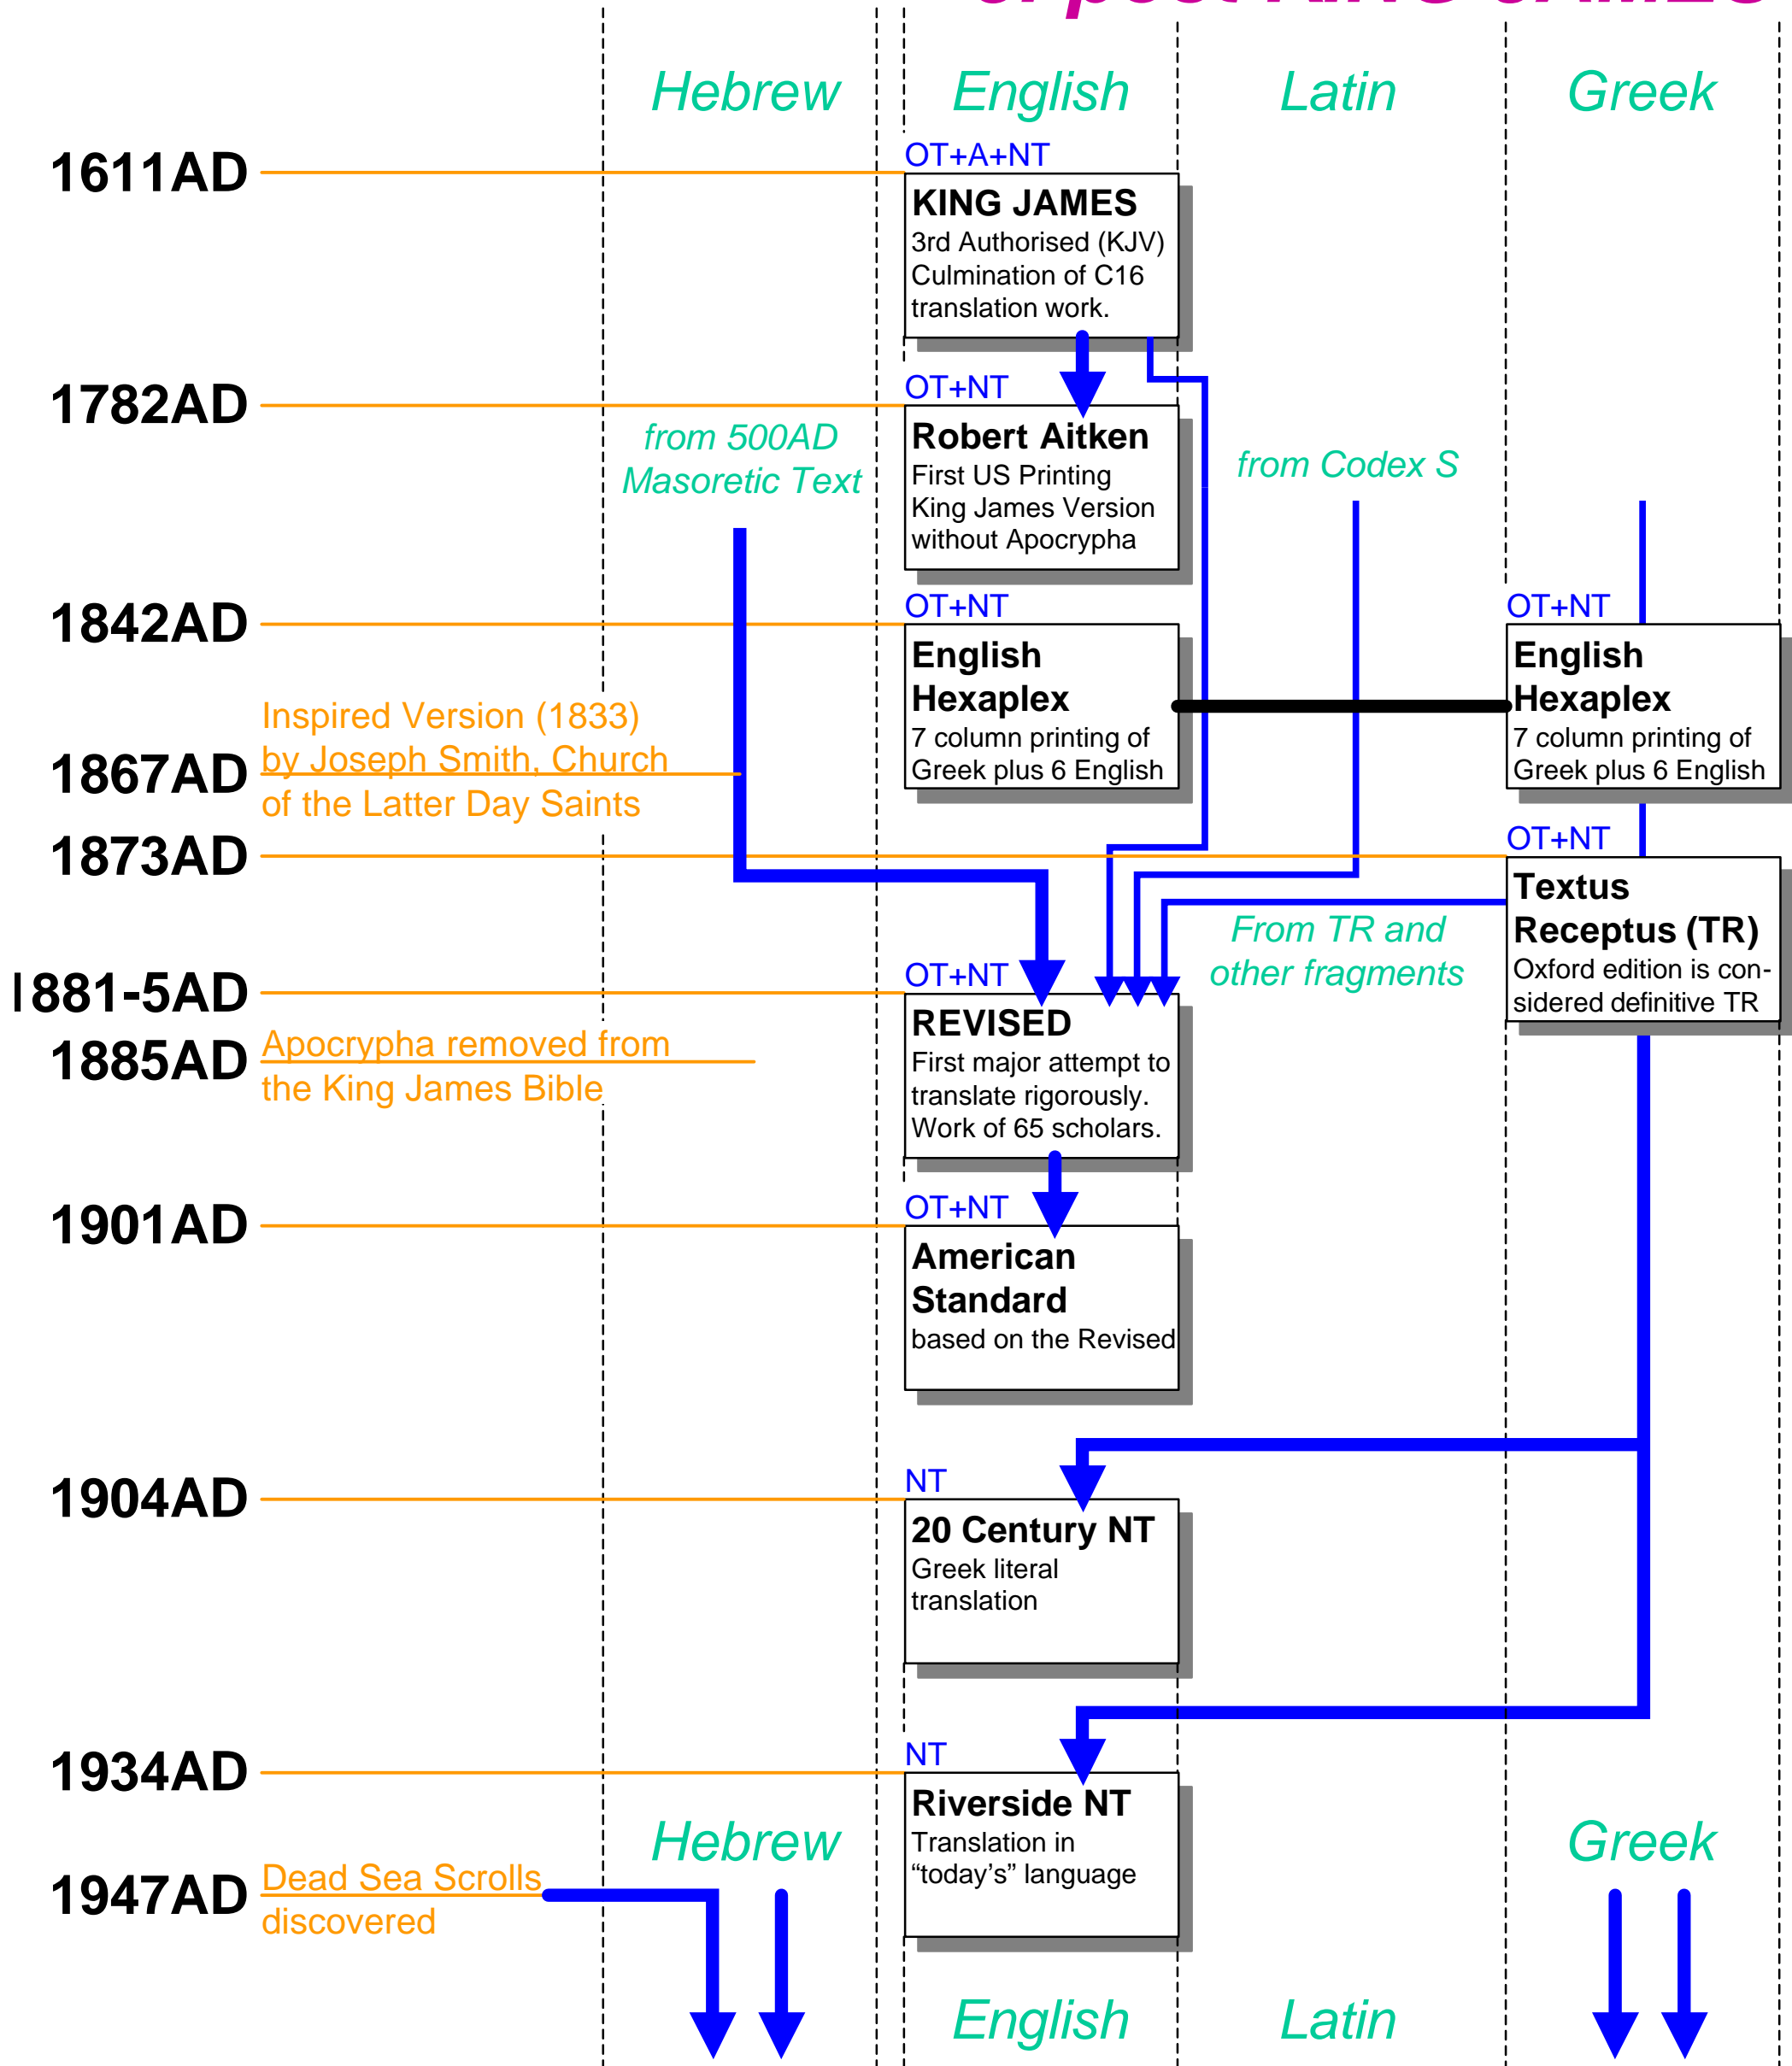 Hebrew English Latin Greek
1611AD
OT+A+NT
KING JAMES
3rd Authorised (KJV)
Culmination of C16
translation work.
1782AD
OT+NT
Robert Aitken
First US Printing
King James Version
without Apocrypha
from 500AD
Masoretic Text
from Codex S
1842AD
OT+NT
English
Hexaplex
7 column printing of
Greek plus 6 English
OT+NT
English
Hexaplex
7 column printing of
Greek plus 6 English
1867AD
Inspired Version (1833)
by Joseph Smith, Church
of the Latter Day Saints
1873AD
OT+NT
Textus
Receptus (TR)
Oxford edition is con-
sidered definitive TR
From TR and
other fragments
1881-5AD
OT+NT
REVISED
First major attempt to
translate rigorously.
Work of 65 scholars.
1885AD
Apocrypha removed from
the King James Bible
1901AD
OT+NT
American
Standard
based on the Revised
1904AD
NT
20 Century NT
Greek literal
translation
1934AD
NT
Riverside NT
Translation in
“today’s” language
Hebrew Greek
1947AD
Dead Sea Scrolls
discovered
English Latin